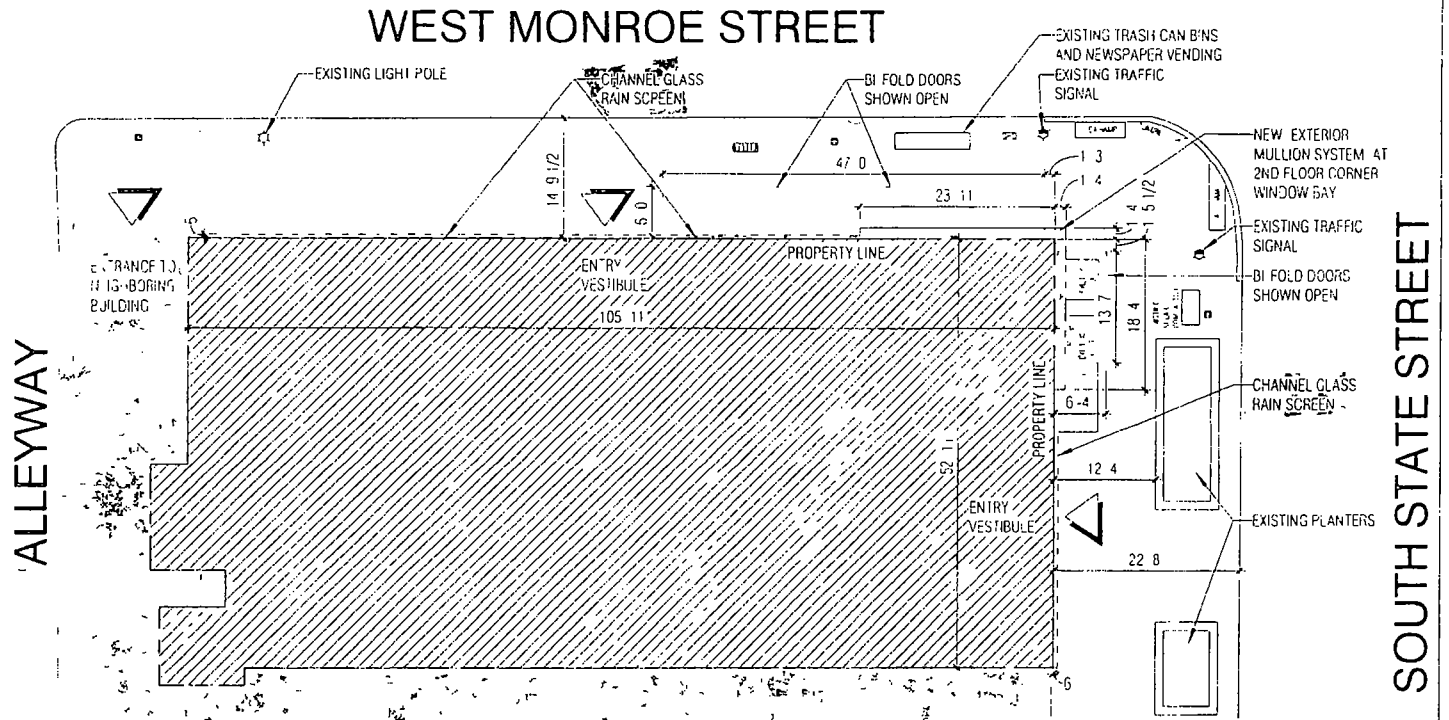 WEST MONROE STREET
EXISTING LIGHT POLE
CHANNEL GLASS
RAIN SCREEN
BI FOLD DOORS
SHOWN OPEN
EXISTING TRASH CAN BINS
AND NEWSPAPER VENDING
EXISTING TRAFFIC
SIGNAL
NEW EXTERIOR
MULLION SYSTEM AT
2ND FLOOR CORNER
WINDOW BAY
EXISTING TRAFFIC
SIGNAL
BI FOLD DOORS
SHOWN OPEN
47 0
1 3
1 4
23 11
14 9 1/2
5 0
1 4
5 1/2
PROPERTY LINE
ENTRY
VESTIBULE
BUILDING
105 11
13 7
18 4
6-4
PROPERTY LINE
CHANNEL GLASS
RAIN SCREEN
52 11
12 4
ENTRY
VESTIBULE
EXISTING PLANTERS
22 8
6
ALLEYWAY
SOUTH STATE STREET